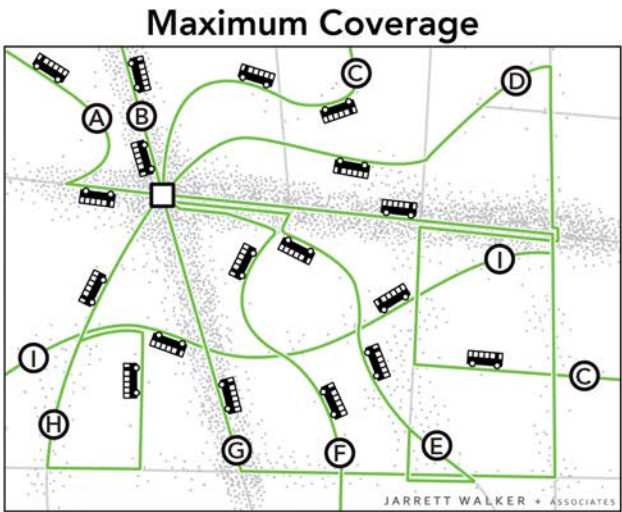 Maximum Coverage
C
D
A
B
I
I
C
H
G
F
E
JARRETT WALKER + ASSOCIATES